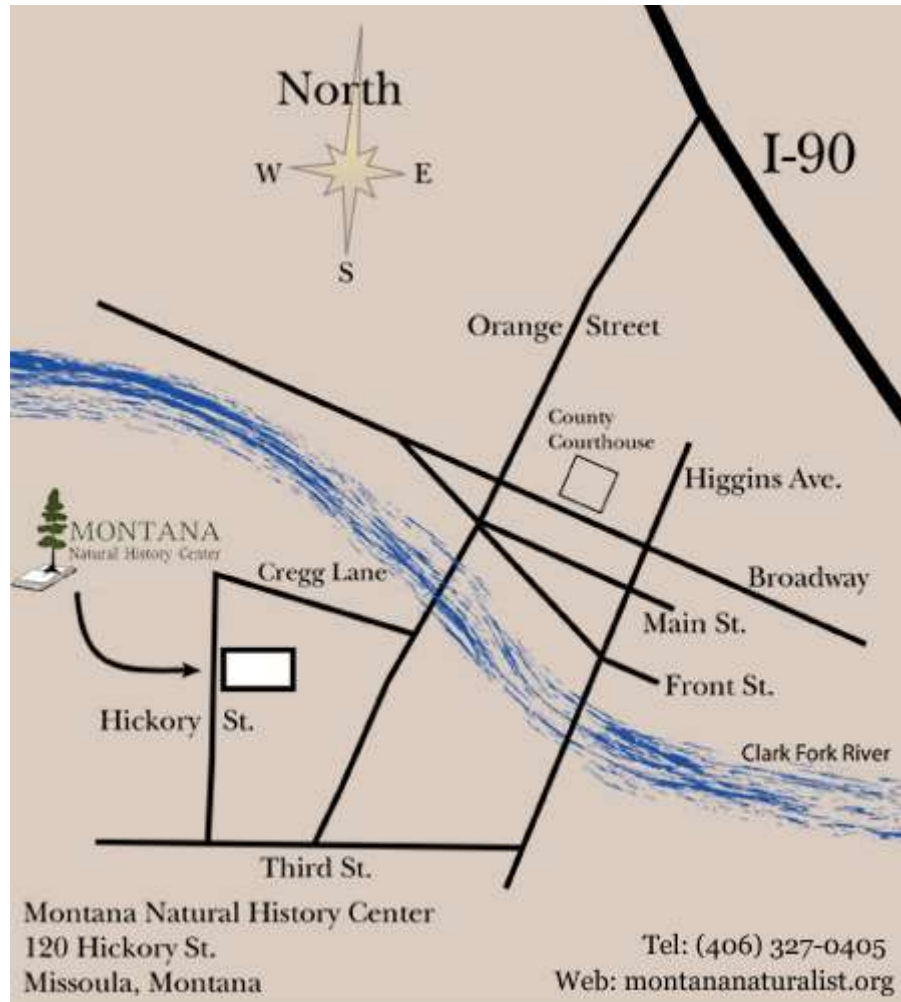 North
W
E
S
I-90
Orange Street
County
Courthouse
Higgins Ave.
MONTANA
Natural History Center
Cregg Lane
Broadway
Main St.
Front St.
Hickory St.
Clark Fork River
Third St.
Montana Natural History Center
120 Hickory St.
Missoula, Montana
Tel: (406) 327-0405
Web: montananaturalist.org